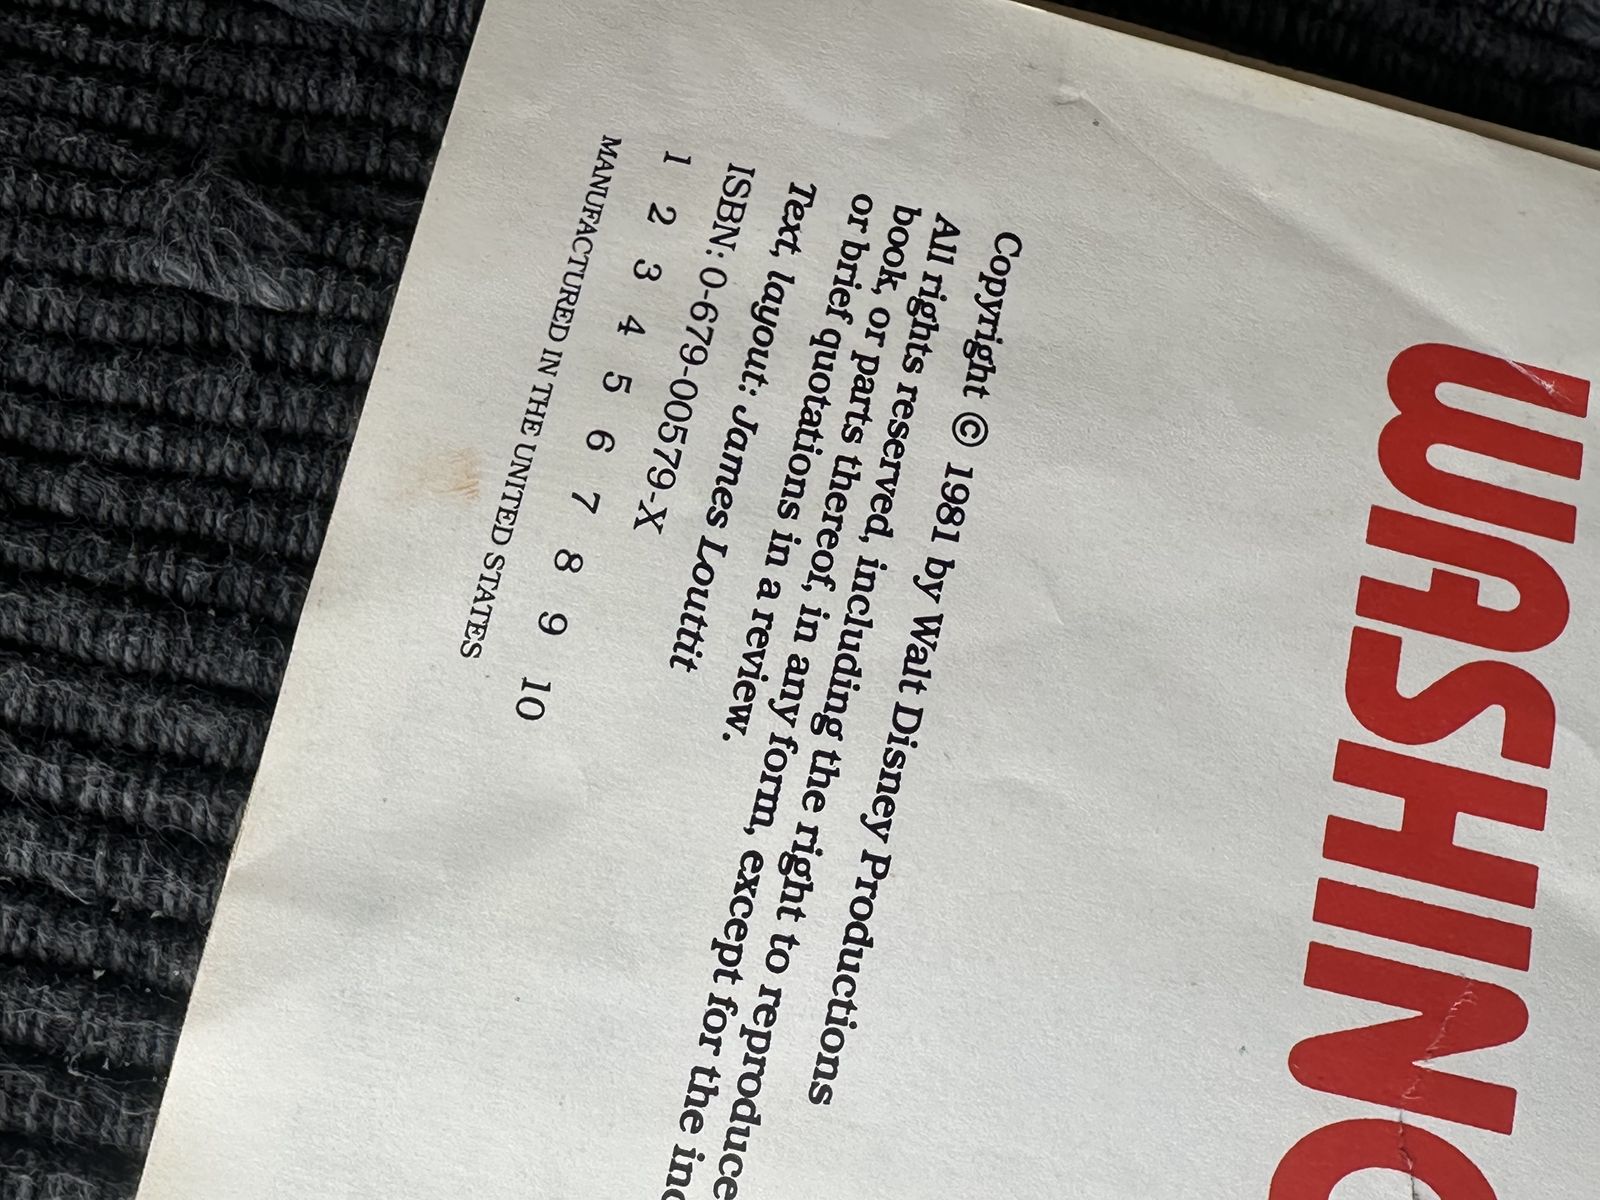 WASHIN
Copyright © 1981 by Walt Disney Productions
All rights reserved, including the right to reproduce
book, or parts thereof, in any form, except for the
or brief quotations in a review.
Text, layout: James Louttit
ISBN: 0-679-00579-X
1 2 3 4 5 6 7 8 9 10
MANUFACTURED IN THE UNITED STATES